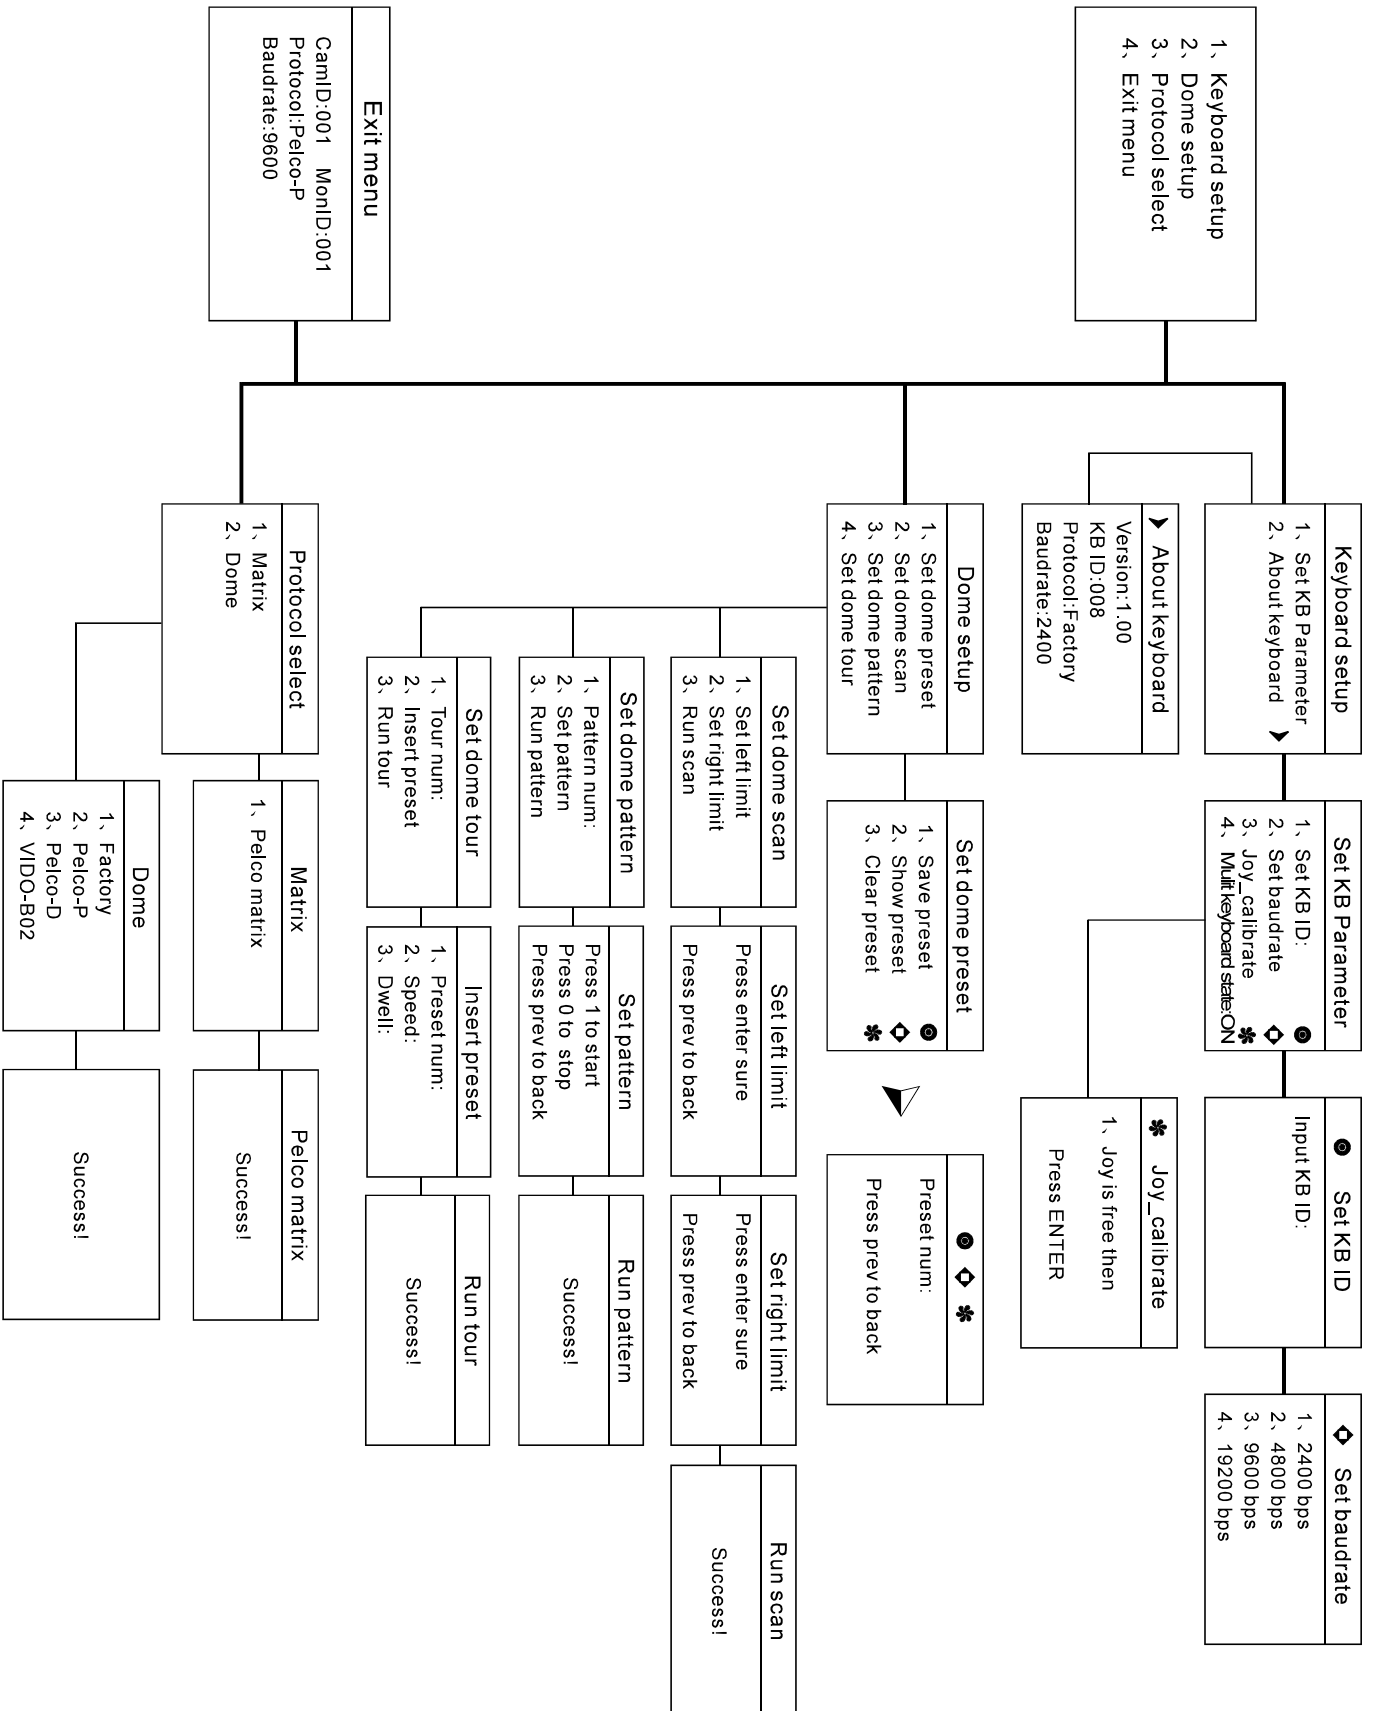 1、Keyboard setup
2、Dome setup
3、Protocol select
4、Exit menu
Keyboard setup
1、Set KB Parameter
2、About keyboard
Set KB Parameter
1、Set KB ID:
2、Set baudrate
3、Joy_calibrate
4、Mulit keyboard state:ON
Set KB ID
Input KB ID:
Set baudrate
1、2400 bps
2、4800 bps
3、9600 bps
4、19200 bps
About keyboard
Version:1.00
KB ID:008
Protocol:Factory
Baudrate:2400
Joy_calibrate
1、Joy is free then
Press ENTER
Dome setup
1、Set dome preset
2、Set dome scan
3、Set dome pattern
4、Set dome tour
Set dome preset
1、Save preset
2、Show preset
3、Clear preset
Preset num:
Press prev to back
Set dome scan
1、Set left limit
2、Set right limit
3、Run scan
Set left limit
Press enter sure
Press prev to back
Set right limit
Press enter sure
Press prev to back
Run scan
Success!
Set dome pattern
1、Pattern num:
2、Set pattern
3、Run pattern
Set pattern
Press 1 to start
Press 0 to stop
Press prev to back
Run pattern
Success!
Set dome tour
1、Tour num:
2、Insert preset
3、Run tour
Insert preset
1、Preset num:
2、Speed:
3、Dwell:
Run tour
Success!
Exit menu
CamID:001 MonID:001
Protocol:Pelco-P
Baudrate:9600
Protocol select
1、Matrix
2、Dome
Matrix
1、Pelco matrix
Pelco matrix
Success!
Dome
1、Factory
2、Pelco-P
3、Pelco-D
4、VIDO-B02
Success!